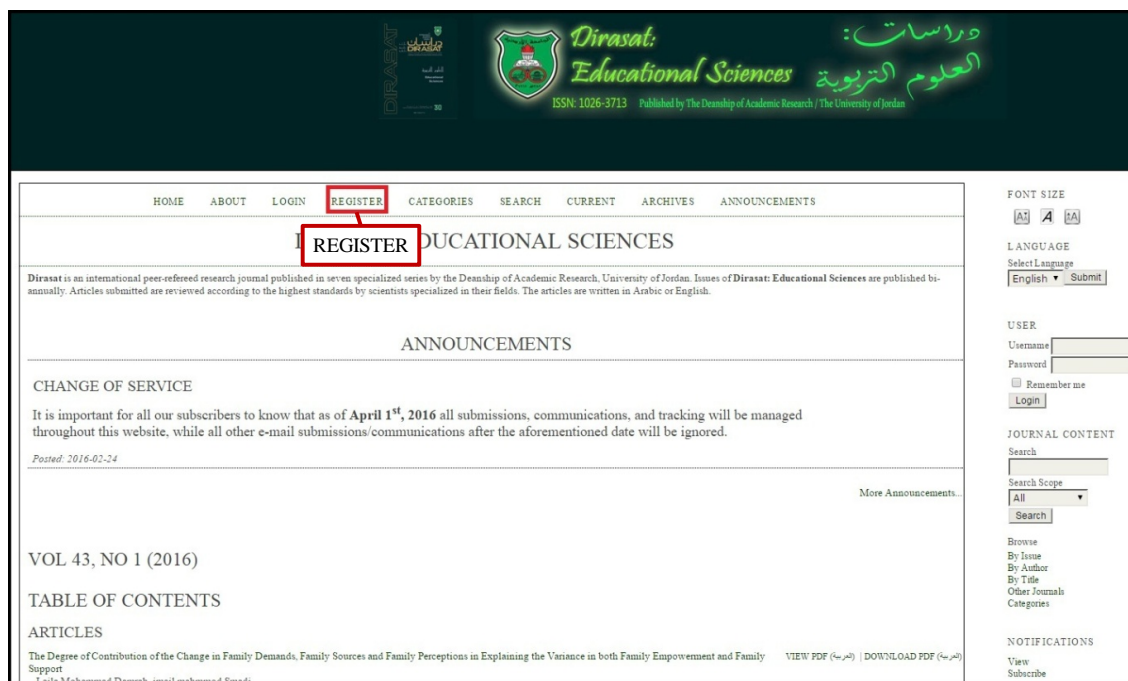 DIRASAT
دراسات
DIRASAT
30
Dirasat:
Educational Sciences
دراسات:
العلوم التربوية
ISSN: 1026-3713 Published by The Deanship of Academic Research / The University of Jordan
HOME ABOUT LOGIN REGISTER CATEGORIES SEARCH CURRENT ARCHIVES ANNOUNCEMENTS
REGISTER
EDUCATIONAL SCIENCES
Dirasat is an international peer-refereed research journal published in seven specialized series by the Deanship of Academic Research, University of Jordan. Issues of Dirasat: Educational Sciences are published bi-
annually. Articles submitted are reviewed according to the highest standards by scientists specialized in their fields. The articles are written in Arabic or English.
ANNOUNCEMENTS
CHANGE OF SERVICE
It is important for all our subscribers to know that as of April 1st, 2016 all submissions, communications, and tracking will be managed
throughout this website, while all other e-mail submissions/communications after the aforementioned date will be ignored.
Posted: 2016-02-24
More Announcements...
VOL 43, NO 1 (2016)
TABLE OF CONTENTS
ARTICLES
The Degree of Contribution of the Change in Family Demands, Family Sources and Family Perceptions in Explaining the Variance in both Family Empowerment and Family VIEW PDF (العربية) | DOWNLOAD PDF (العربية)
Support
FONT SIZE
A A A
LANGUAGE
Select Language
English Submit
USER
Username
Password
Remember me
Login
JOURNAL CONTENT
Search
Search Scope
All
Search
Browse
By Issue
By Author
By Title
Other Journals
Categories
NOTIFICATIONS
View
Subscribe